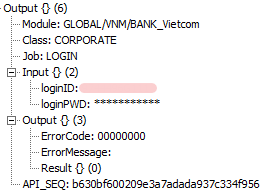 Output {} (6)
Module: GLOBAL/VNM/BANK_Vietcom
Class: CORPORATE
Job: LOGIN
Input {} (2)
loginID:
loginPWD: ***********
Output {} (3)
ErrorCode: 00000000
ErrorMessage:
Result {} (0)
API_SEQ: b630bf600209e3a7adada937c334f956